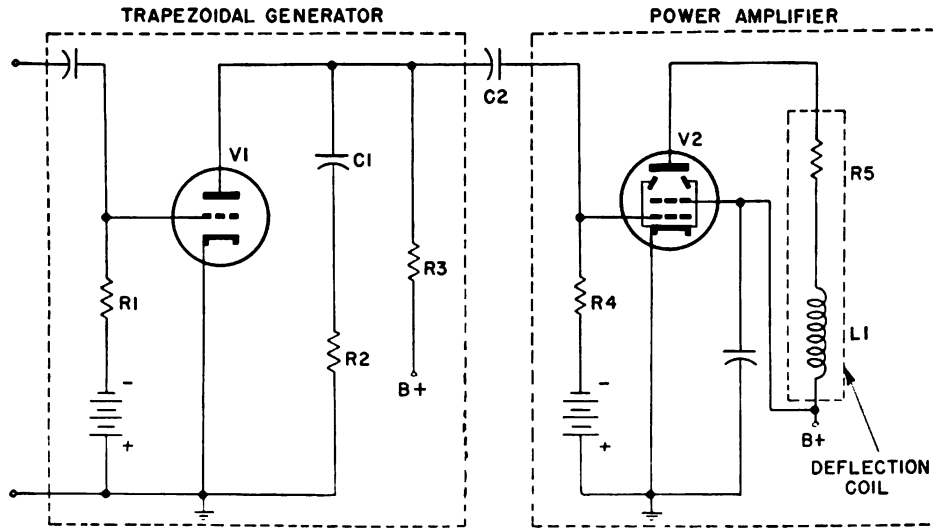 TRAPEZOIDAL GENERATOR
POWER AMPLIFIER
C2
V1
C1
V2
R5
R1
R3
R4
R2
L1
B+
-
+
-
+
B+
DEFLECTION
COIL